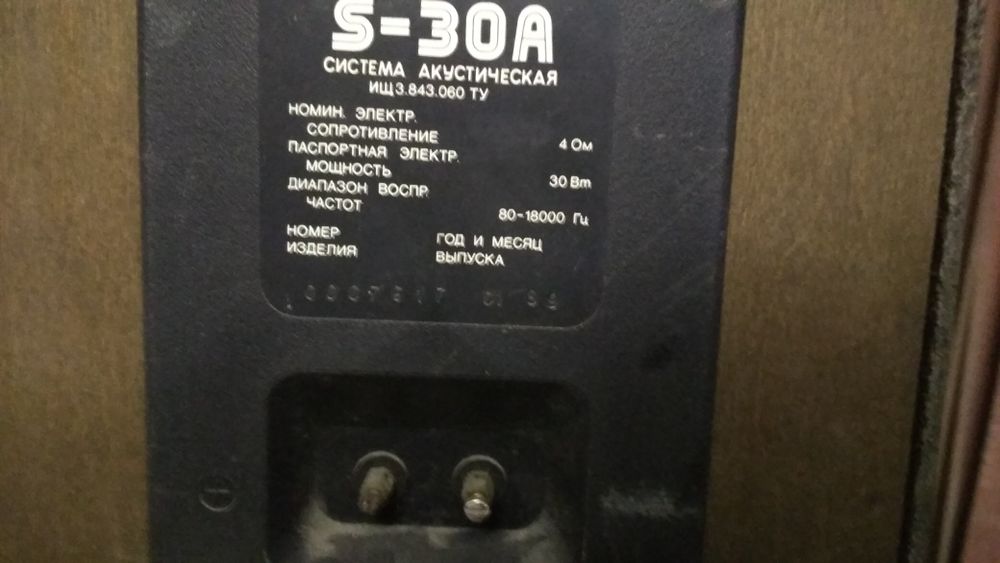 S-30A
СИСТЕМА АКУСТИЧЕСКАЯ
ИЩ3.843.060 ТУ
НОМИН. ЭЛЕКТР.
СОПРОТИВЛЕНИЕ 4 Ом
ПАСПОРТНАЯ ЭЛЕКТР.
МОЩНОСТЬ 30 Вт
ДИАПАЗОН ВОСПР.
ЧАСТОТ 80-18000 Гц
НОМЕР
ИЗДЕЛИЯ
ГОД И МЕСЯЦ
ВЫПУСКА